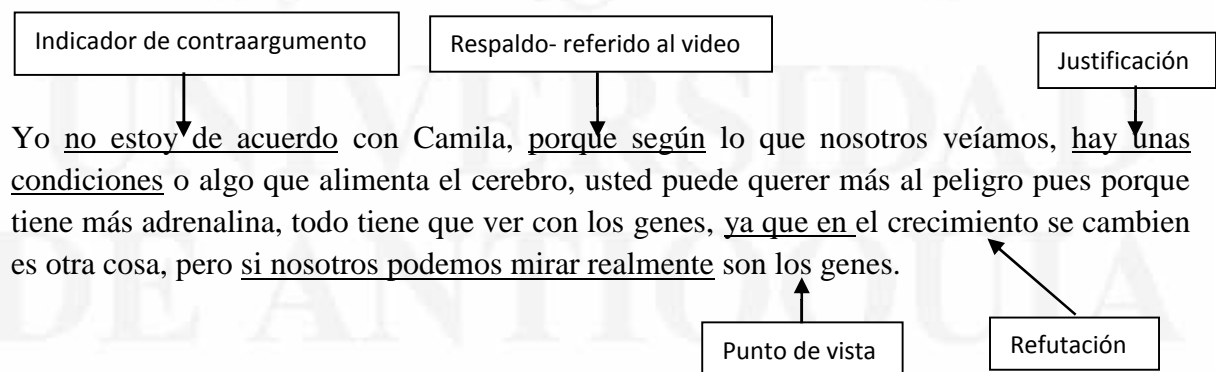 Indicador de contraargumento
Respaldo- referido al video
Justificación
UNIVERSIDAD
Yo no estoy de acuerdo con Camila, porque según lo que nosotros veíamos, hay unas
condiciones o algo que alimenta el cerebro, usted puede querer más al peligro pues porque
tiene más adrenalina, todo tiene que ver con los genes, ya que en el crecimiento se cambien
es otra cosa, pero si nosotros podemos mirar realmente son los genes.
DE ANTIOQUIA
Punto de vista
Refutación